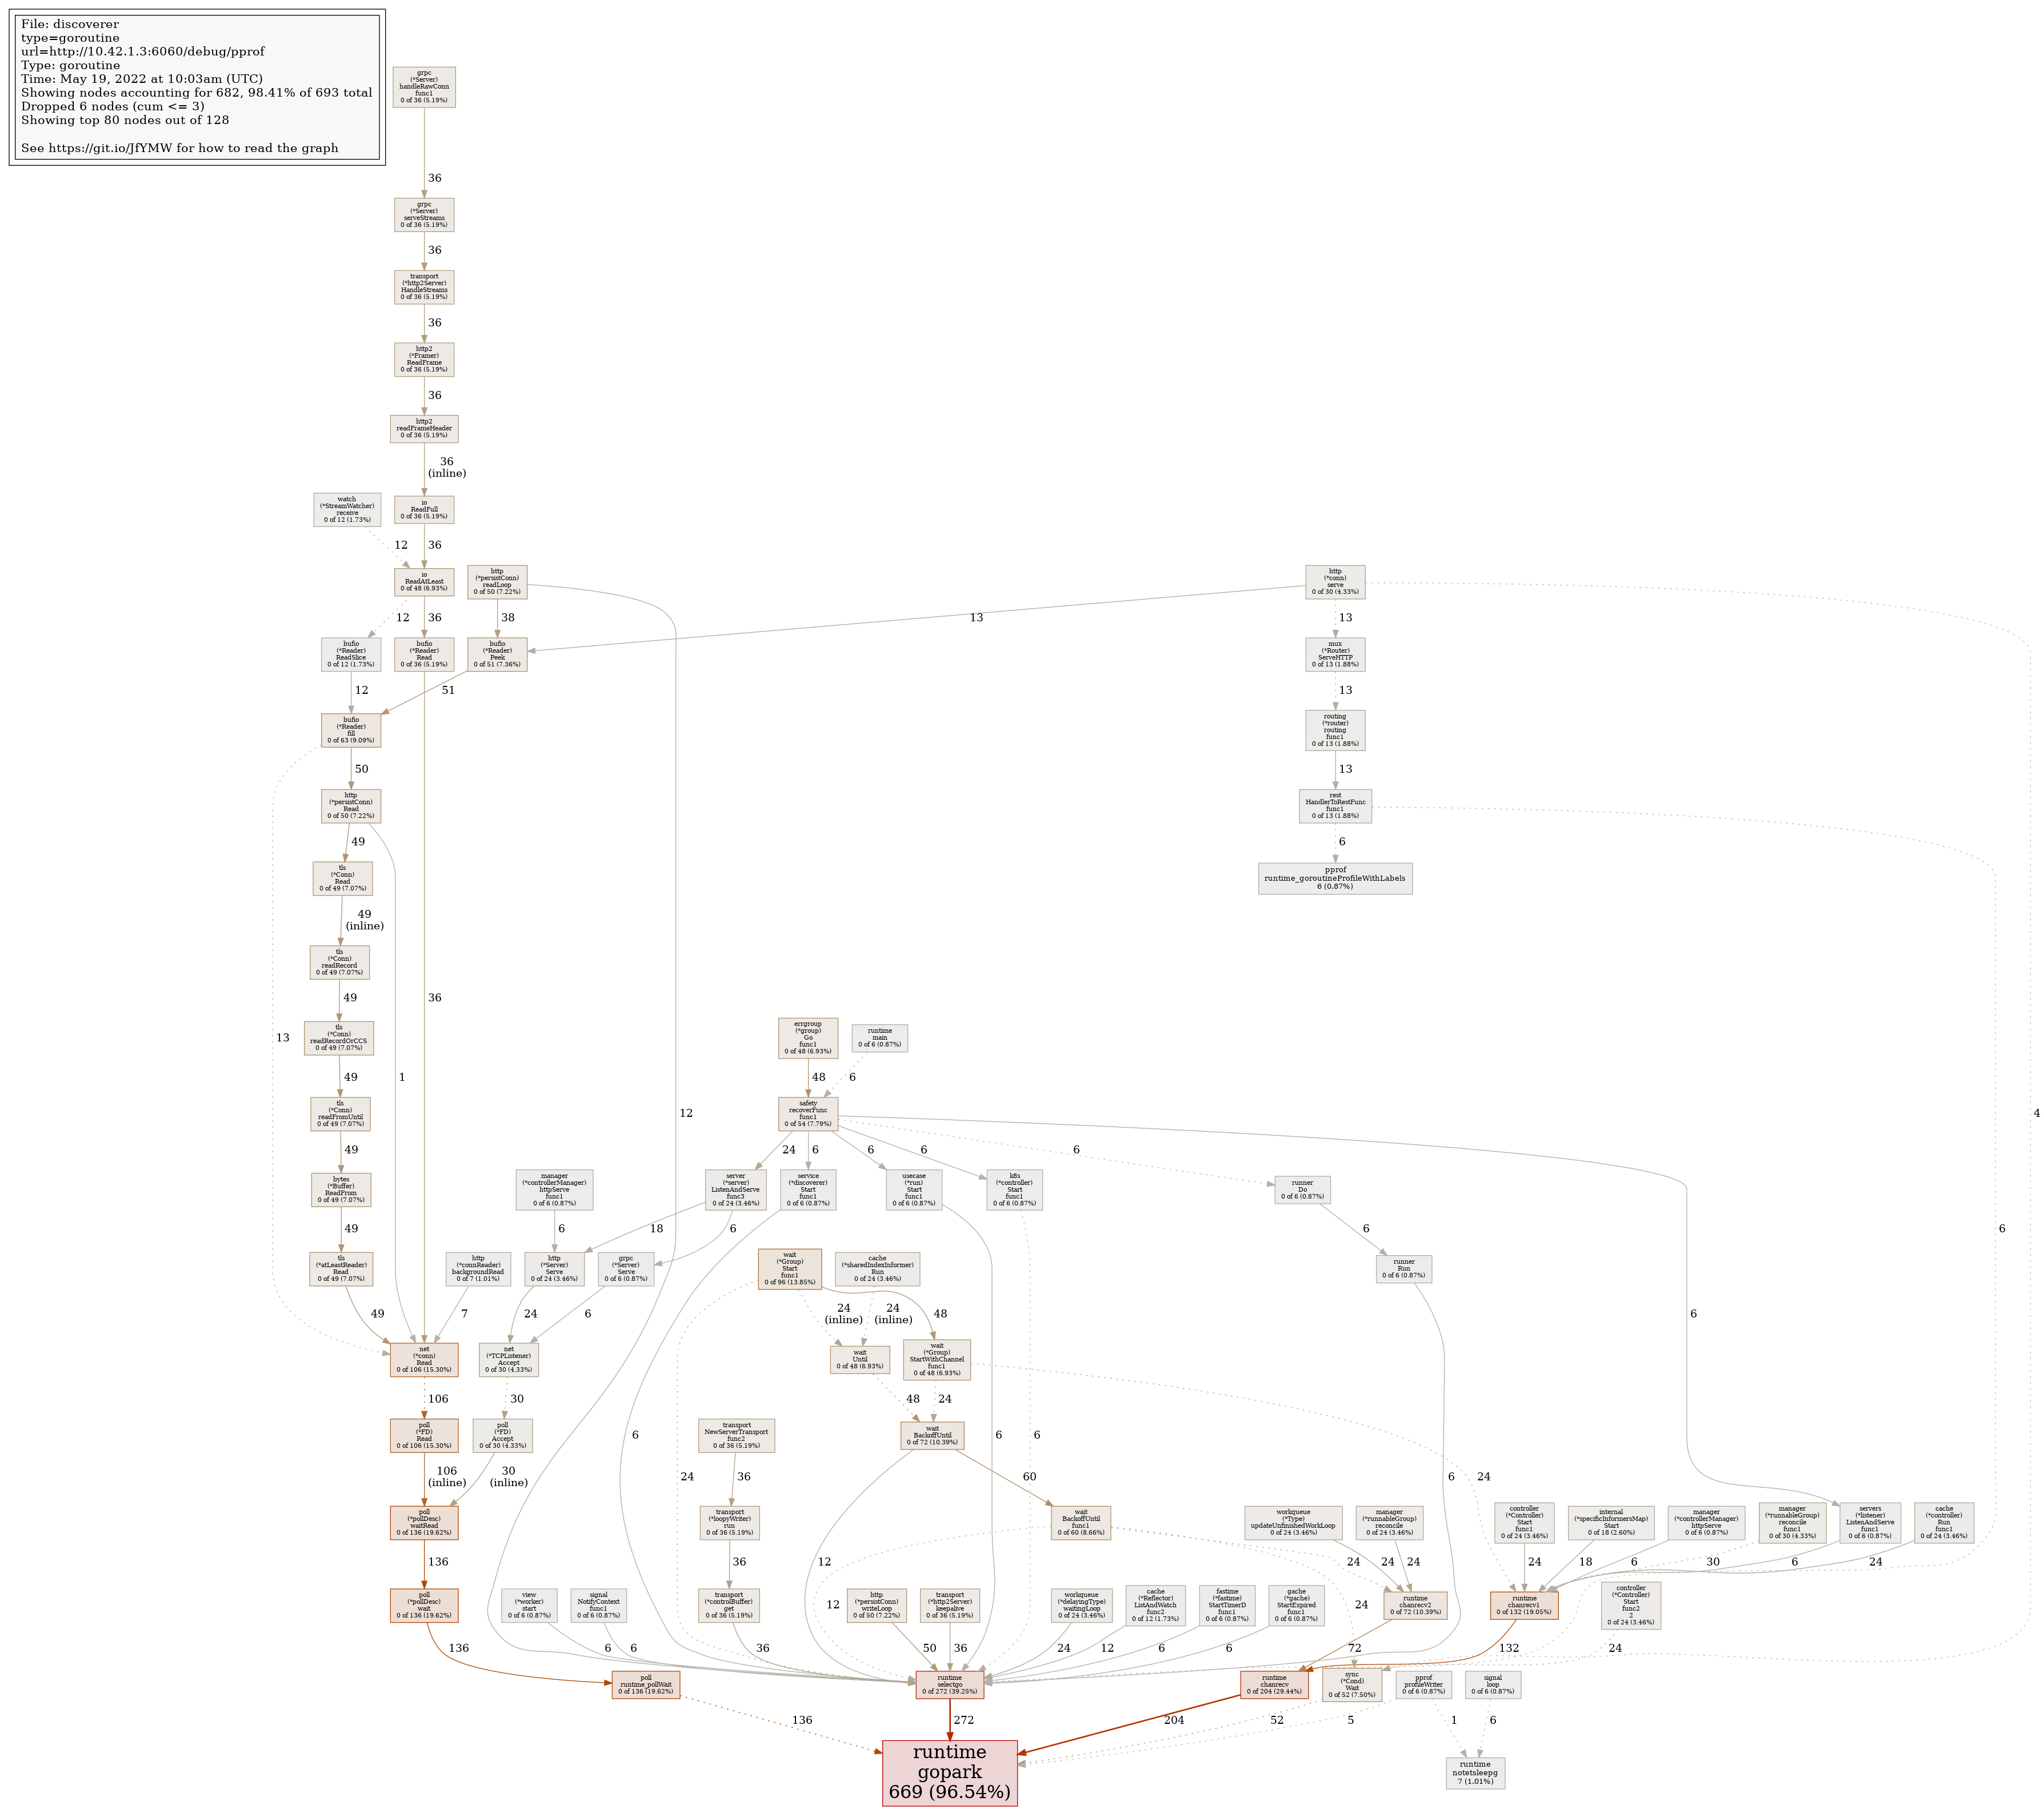 File: discoverer
type=goroutine
url=http://10.42.1.3:6060/debug/pprof
Type: goroutine
Time: May 19, 2022 at 10:03am (UTC)
Showing nodes accounting for 682, 98.41% of 693 total
Dropped 6 nodes (cum <= 3)
Showing top 80 nodes out of 128
See https://git.io/JfYMW for how to read the graph
grpc
(*Server)
handleRawConn
func1
0 of 36 (5.19%)
36
grpc
(*Server)
serveStreams
0 of 36 (5.19%)
36
transport
(*http2Server)
HandleStreams
0 of 36 (5.19%)
36
http2
(*Framer)
ReadFrame
0 of 36 (5.19%)
36
http2
readFrameHeader
0 of 36 (5.19%)
36
(inline)
watch
(*StreamWatcher)
receive
0 of 12 (1.73%)
io
ReadFull
0 of 36 (5.19%)
12
36
io
ReadAtLeast
0 of 48 (6.93%)
http
(*persistConn)
readLoop
0 of 50 (7.22%)
http
(*conn)
serve
0 of 30 (4.33%)
12
36
38
13
13
4
bufio
(*Reader)
ReadSlice
0 of 12 (1.73%)
bufio
(*Reader)
Read
0 of 36 (5.19%)
bufio
(*Reader)
Peek
0 of 51 (7.36%)
mux
(*Router)
ServeHTTP
0 of 13 (1.88%)
12
51
13
bufio
(*Reader)
fill
0 of 63 (9.09%)
routing
(*router)
routing
func1
0 of 13 (1.88%)
50
13
http
(*persistConn)
Read
0 of 50 (7.22%)
rest
HandlerToRestFunc
func1
0 of 13 (1.88%)
49
6
6
tls
(*Conn)
Read
0 of 49 (7.07%)
pprof
runtime_goroutineProfileWithLabels
6 (0.87%)
49
(inline)
tls
(*Conn)
readRecord
0 of 49 (7.07%)
49
36
13
1
12
tls
(*Conn)
readRecordOrCCS
0 of 49 (7.07%)
errgroup
(*group)
Go
func1
0 of 48 (6.93%)
runtime
main
0 of 6 (0.87%)
49
48
6
tls
(*Conn)
readFromUntil
0 of 49 (7.07%)
safety
recoverFunc
func1
0 of 54 (7.79%)
49
24
6
6
6
6
6
bytes
(*Buffer)
ReadFrom
0 of 49 (7.07%)
manager
(*controllerManager)
httpServe
func1
0 of 6 (0.87%)
server
(*server)
ListenAndServe
func3
0 of 24 (3.46%)
service
(*discoverer)
Start
func1
0 of 6 (0.87%)
usecase
(*run)
Start
func1
0 of 6 (0.87%)
k8s
(*controller)
Start
func1
0 of 6 (0.87%)
runner
Do
0 of 6 (0.87%)
49
6
18
6
6
tls
(*atLeastReader)
Read
0 of 49 (7.07%)
http
(*connReader)
backgroundRead
0 of 7 (1.01%)
http
(*Server)
Serve
0 of 24 (3.46%)
grpc
(*Server)
Serve
0 of 6 (0.87%)
wait
(*Group)
Start
func1
0 of 96 (13.85%)
cache
(*sharedIndexInformer)
Run
0 of 24 (3.46%)
runner
Run
0 of 6 (0.87%)
49
7
24
6
24
(inline)
24
(inline)
48
net
(*conn)
Read
0 of 106 (15.30%)
net
(*TCPListener)
Accept
0 of 30 (4.33%)
wait
Until
0 of 48 (6.93%)
wait
(*Group)
StartWithChannel
func1
0 of 48 (6.93%)
106
30
48
24
poll
(*FD)
Read
0 of 106 (15.30%)
poll
(*FD)
Accept
0 of 30 (4.33%)
transport
NewServerTransport
func2
0 of 36 (5.19%)
wait
BackoffUntil
0 of 72 (10.39%)
6
6
6
106
(inline)
30
(inline)
36
24
60
24
6
poll
(*pollDesc)
waitRead
0 of 136 (19.62%)
transport
(*loopyWriter)
run
0 of 36 (5.19%)
wait
BackoffUntil
func1
0 of 60 (8.66%)
workqueue
(*Type)
updateUnfinishedWorkLoop
0 of 24 (3.46%)
manager
(*runnableGroup)
reconcile
0 of 24 (3.46%)
controller
(*Controller)
Start
func1
0 of 24 (3.46%)
internal
(*specificInformersMap)
Start
0 of 18 (2.60%)
manager
(*controllerManager)
httpServe
0 of 6 (0.87%)
manager
(*runnableGroup)
reconcile
func1
0 of 30 (4.33%)
servers
(*listener)
ListenAndServe
func1
0 of 6 (0.87%)
cache
(*controller)
Run
func1
0 of 24 (3.46%)
136
36
12
12
24
24
24
24
24
18
6
30
6
24
poll
(*pollDesc)
wait
0 of 136 (19.62%)
view
(*worker)
start
0 of 6 (0.87%)
signal
NotifyContext
func1
0 of 6 (0.87%)
transport
(*controlBuffer)
get
0 of 36 (5.19%)
http
(*persistConn)
writeLoop
0 of 50 (7.22%)
transport
(*http2Server)
keepalive
0 of 36 (5.19%)
workqueue
(*delayingType)
waitingLoop
0 of 24 (3.46%)
cache
(*Reflector)
ListAndWatch
func2
0 of 12 (1.73%)
fastime
(*fastime)
StartTimerD
func1
0 of 6 (0.87%)
gache
(*gache)
StartExpired
func1
0 of 6 (0.87%)
runtime
chanrecv2
0 of 72 (10.39%)
runtime
chanrecv1
0 of 132 (19.05%)
controller
(*Controller)
Start
func2
2
0 of 24 (3.46%)
136
6
6
36
50
36
24
12
6
6
72
132
24
poll
runtime_pollWait
0 of 136 (19.62%)
runtime
selectgo
0 of 272 (39.25%)
runtime
chanrecv
0 of 204 (29.44%)
sync
(*Cond)
Wait
0 of 52 (7.50%)
pprof
profileWriter
0 of 6 (0.87%)
signal
loop
0 of 6 (0.87%)
136
272
204
52
5
1
6
runtime
gopark
669 (96.54%)
runtime
notetsleepg
7 (1.01%)